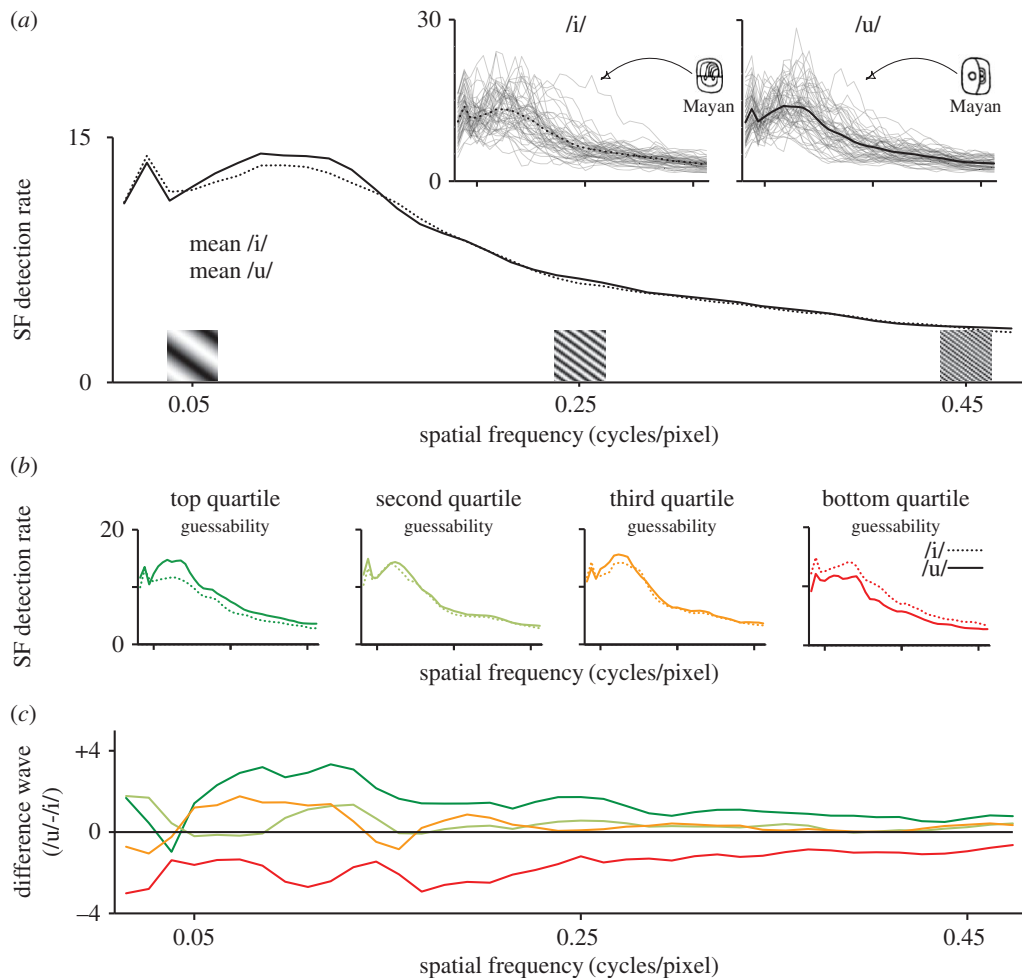 (a)
30
/i/
/u/
Mayan
Mayan
0
15
SF detection rate
mean /i/
mean /u/
0
0.05
0.25
0.45
spatial frequency (cycles/pixel)
(b)
top quartile
guessability
second quartile
guessability
third quartile
guessability
bottom quartile
guessability
20
/i/
/u/
SF detection rate
0
spatial frequency (cycles/pixel)
(c)
+4
difference wave
(/u/-/i/)
0
−4
0.05
0.25
0.45
spatial frequency (cycles/pixel)